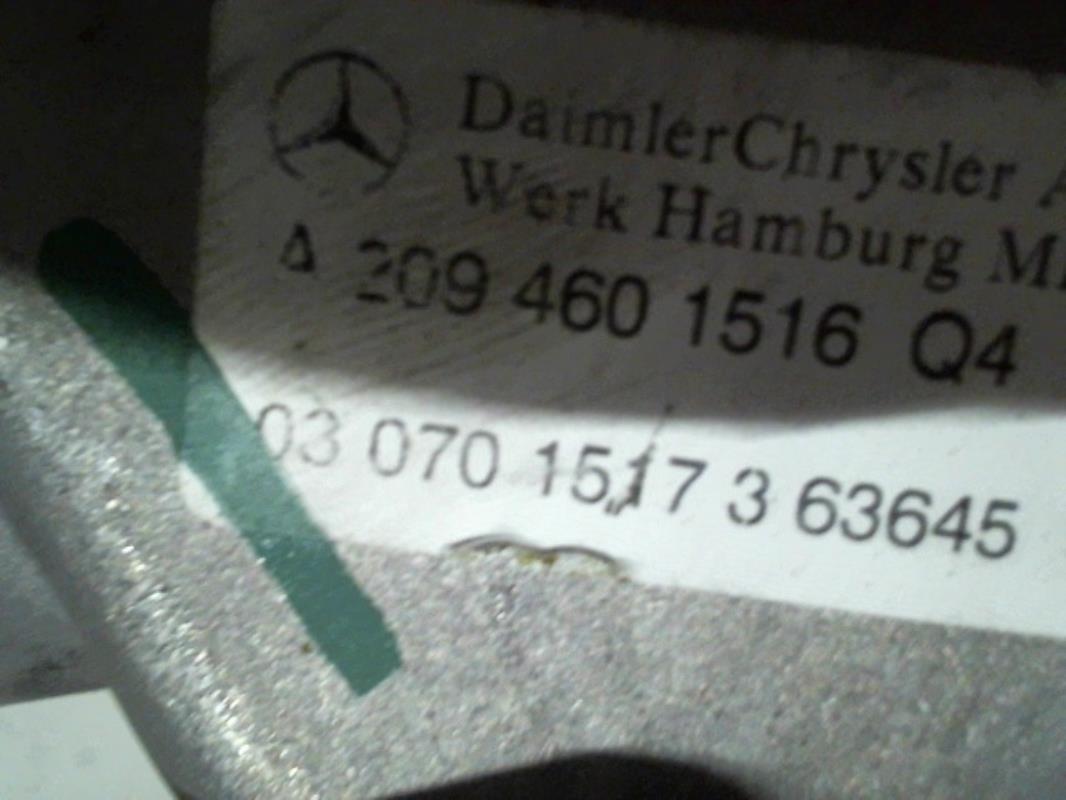 DaimlerChrysler A
Werk Hamburg M
A 209 460 1516 Q4
03 070 1517 3 63645